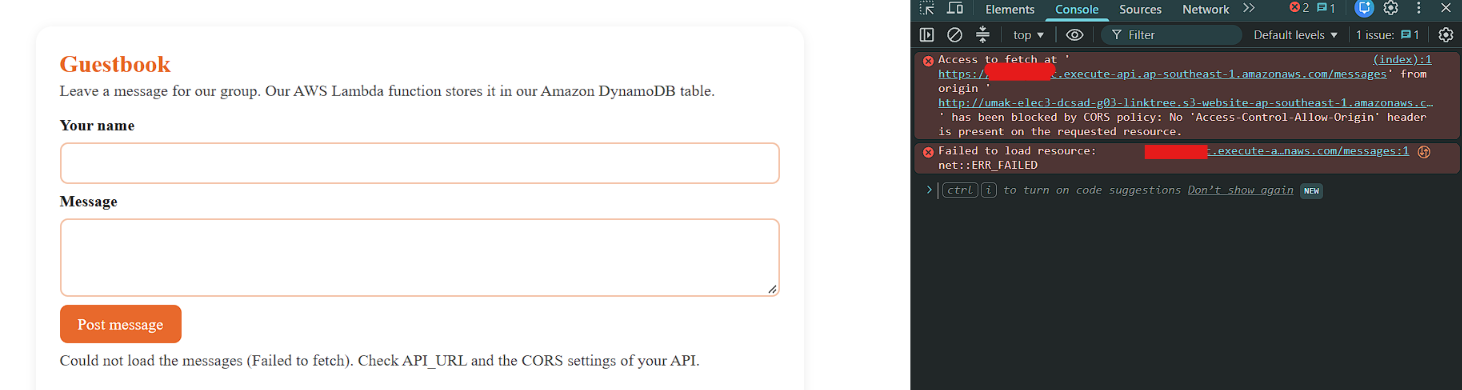 Guestbook
Leave a message for our group. Our AWS Lambda function stores it in our Amazon DynamoDB table.
Your name
Message
Post message
Could not load the messages (Failed to fetch). Check API_URL and the CORS settings of your API.
Elements Console Sources Network 2 1
top Filter Default levels 1 issue: 1
Access to fetch at ' (index):1
https:/ .execute-api.ap-southeast-1.amazonaws.com/messages' from
origin '
http://umak-elec3-dcsad-g03-linktree.s3-website-ap-southeast-1.amazonaws.c…
' has been blocked by CORS policy: No 'Access-Control-Allow-Origin' header
is present on the requested resource.
Failed to load resource: .execute-a…naws.com/messages:1
net::ERR_FAILED
ctrl i to turn on code suggestions Don't show again NEW